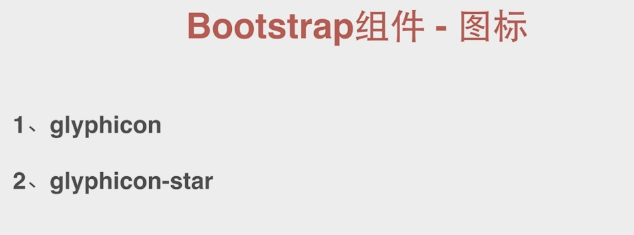 Bootstrap组件 - 图标
1、glyphicon
2、glyphicon-star